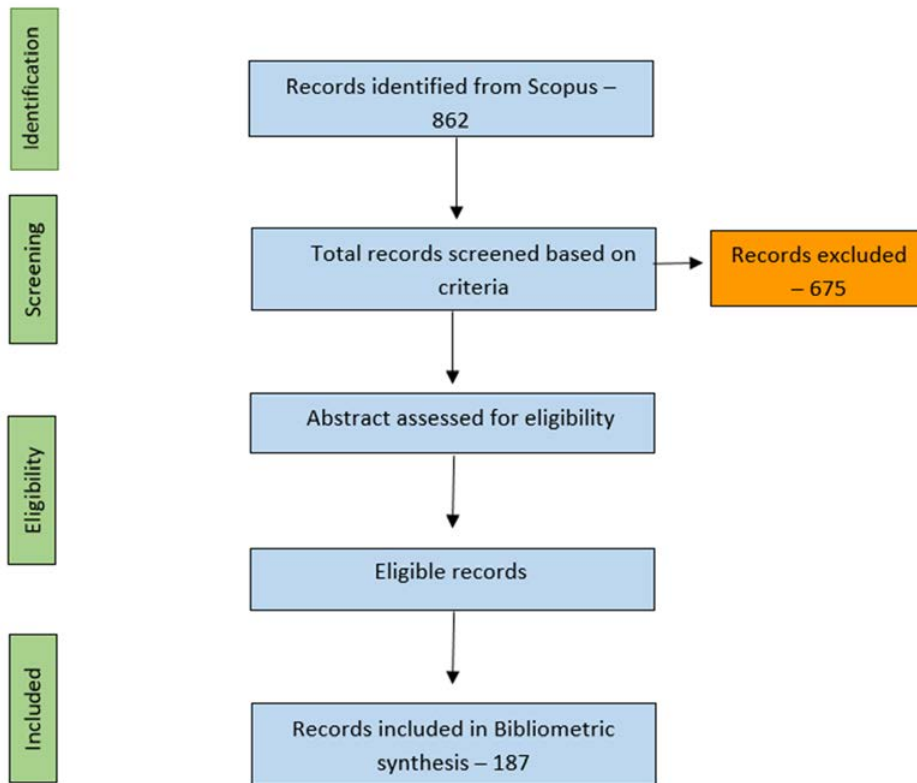 Identification
Records identified from Scopus –
862
Screening
Total records screened based on
criteria
Records excluded
– 675
Eligibility
Abstract assessed for eligibility
Eligible records
Included
Records included in Bibliometric
synthesis – 187